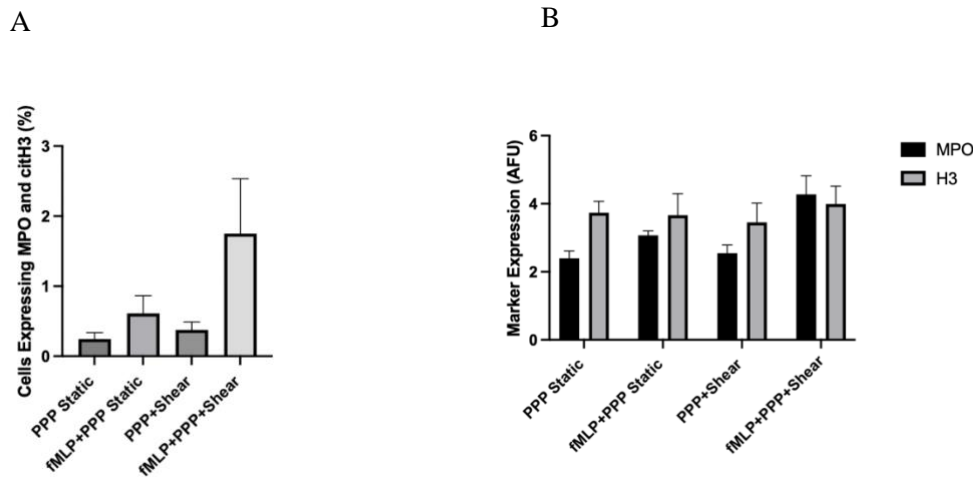 A
B
Cells Expressing MPO and citH3 (%)
3
2
1
0
PPP Static
fMLP+PPP Static
PPP+Shear
fMLP+PPP+Shear
Marker Expression (AFU)
6
4
2
0
PPP Static
fMLP+PPP Static
PPP+Shear
fMLP+PPP+Shear
MPO
H3